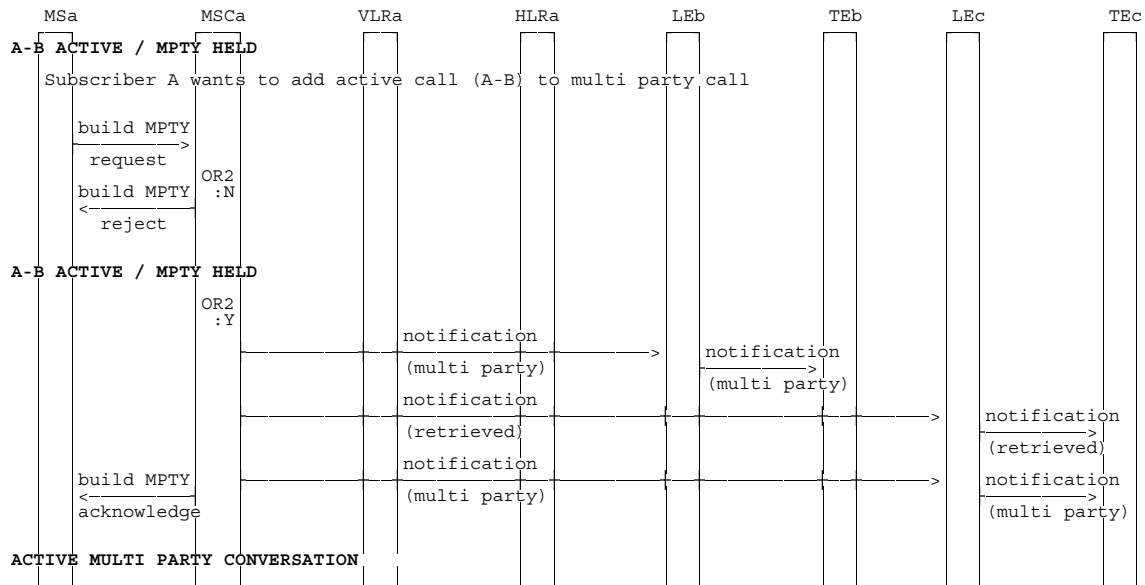 MSa MSCa VLRa HLRa LEb TEb LEc TEc
A-B ACTIVE / MPTY HELD
Subscriber A wants to add active call (A-B) to multi party call
build MPTY
request
OR2
build MPTY :N
reject
A-B ACTIVE / MPTY HELD
OR2
:Y
notification
notification
(multi party)
(multi party)
notification
notification
(retrieved)
(retrieved)
notification
build MPTY notification
(multi party)
acknowledge (multi party)
ACTIVE MULTI PARTY CONVERSATION